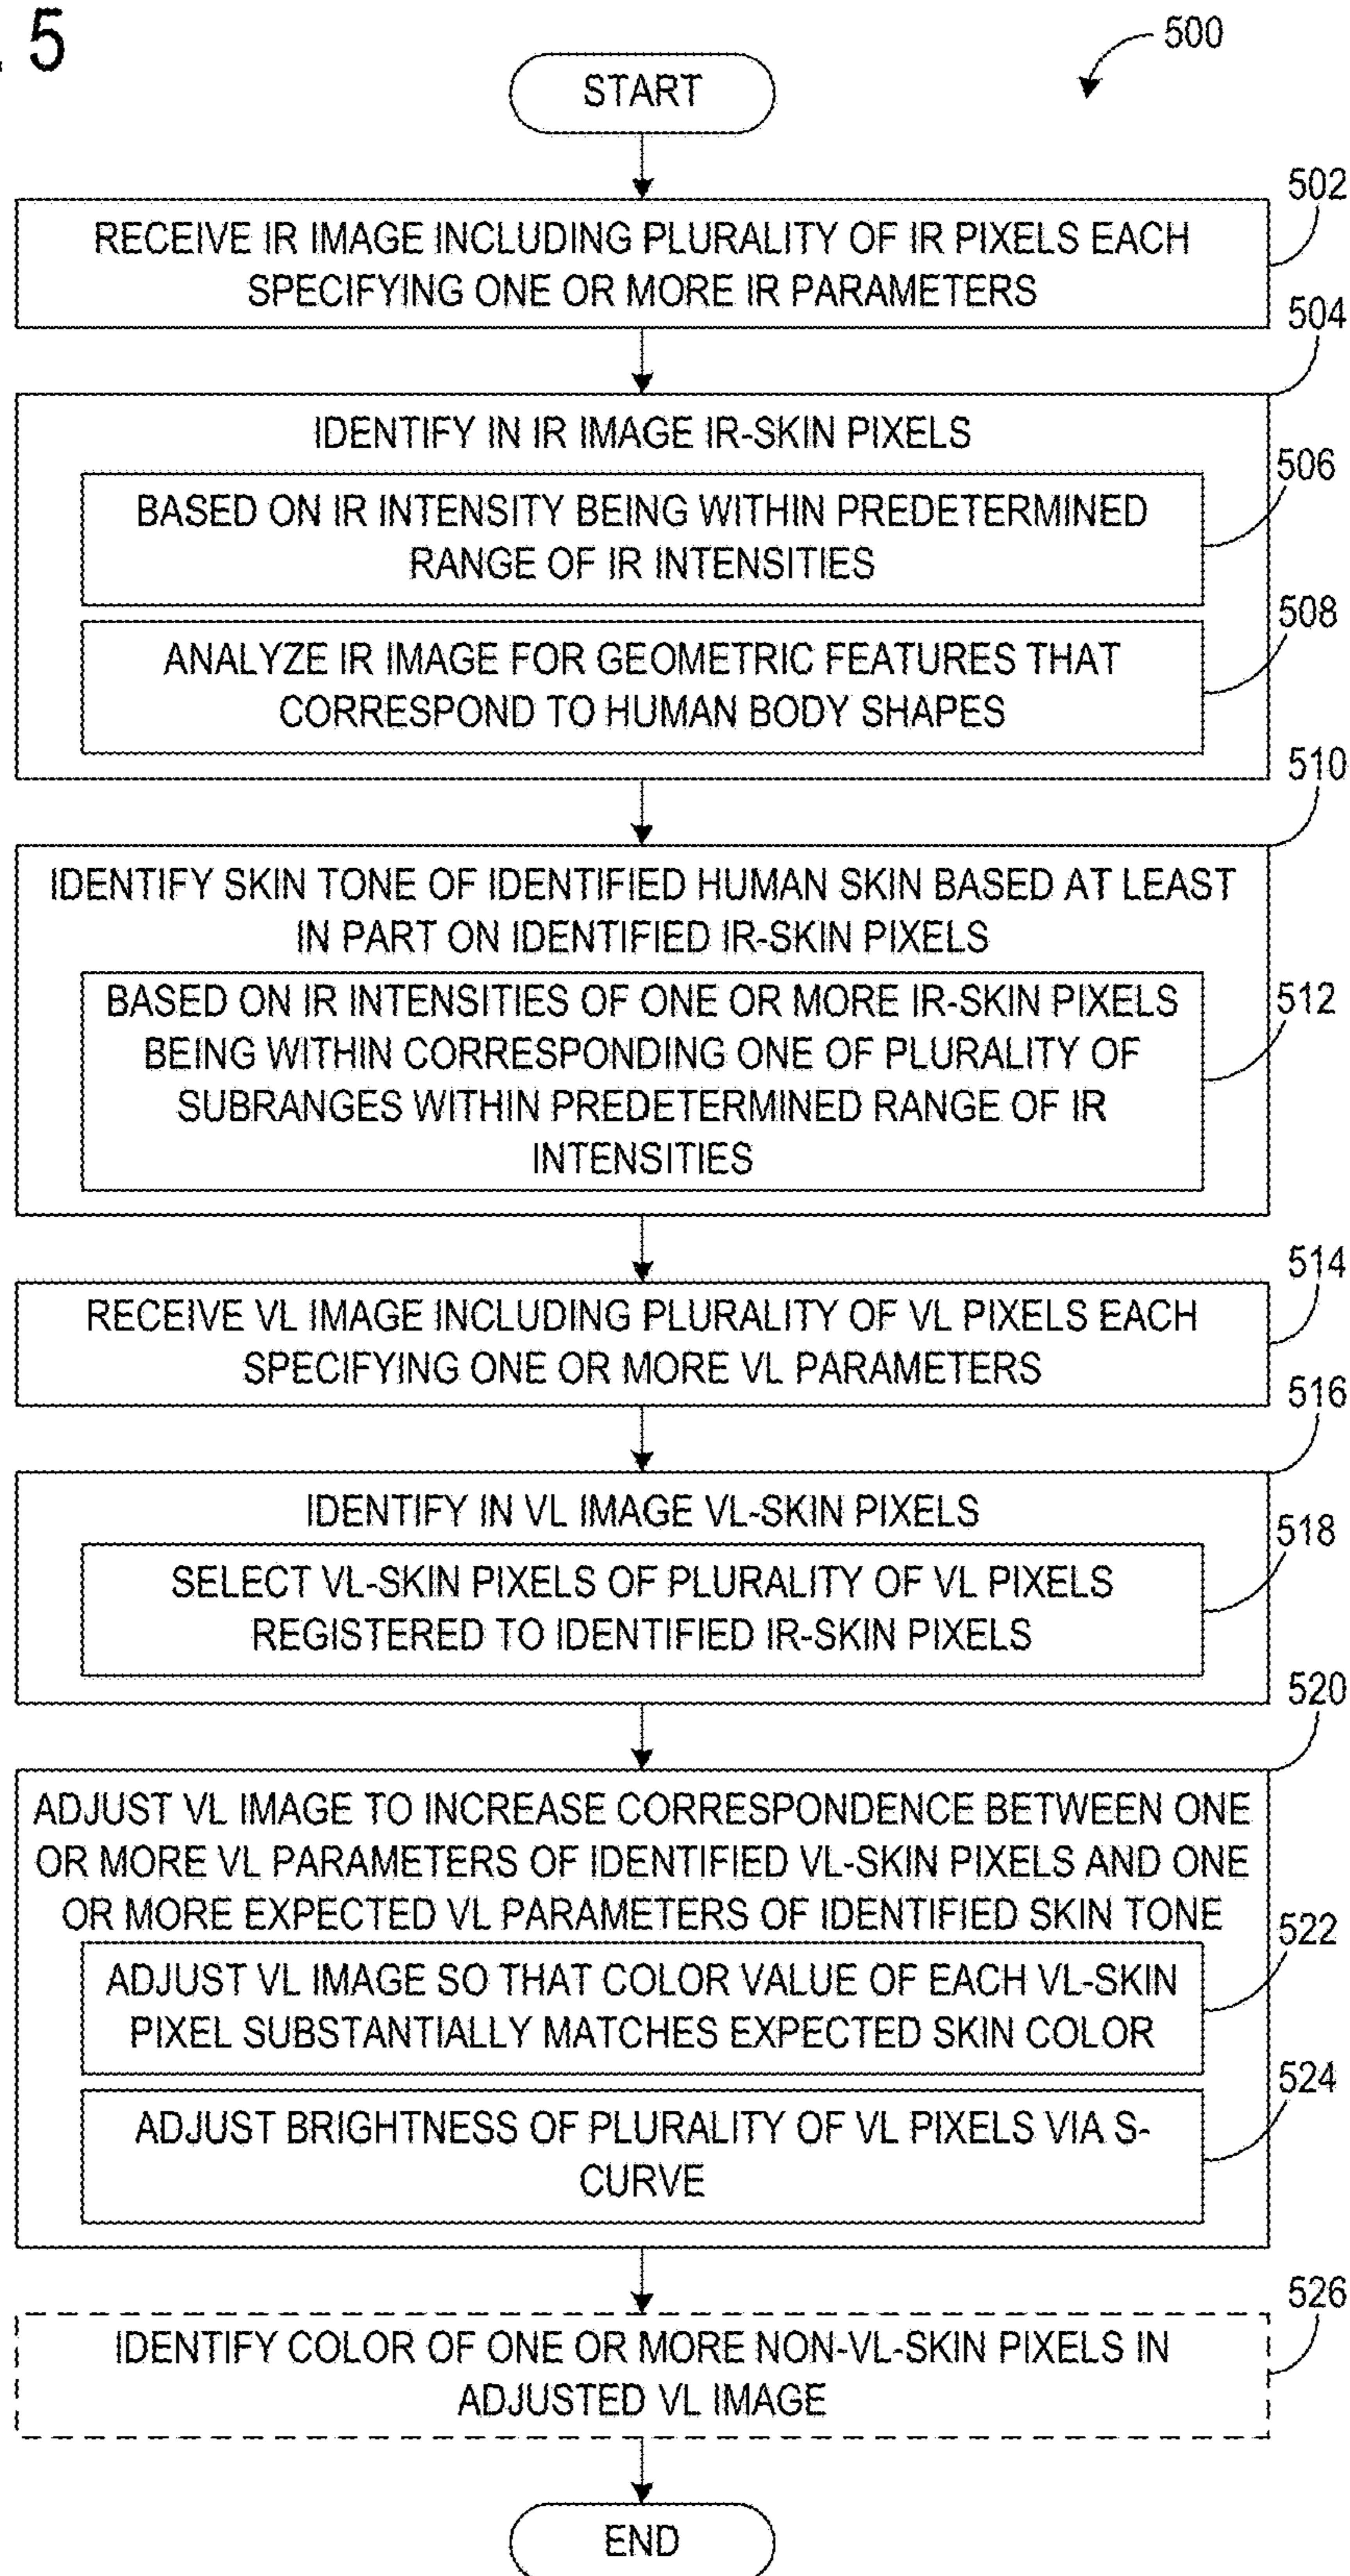 . 5
500
START
502
RECEIVE IR IMAGE INCLUDING PLURALITY OF IR PIXELS EACH
SPECIFYING ONE OR MORE IR PARAMETERS
504
IDENTIFY IN IR IMAGE IR-SKIN PIXELS
506
BASED ON IR INTENSITY BEING WITHIN PREDETERMINED
RANGE OF IR INTENSITIES
508
ANALYZE IR IMAGE FOR GEOMETRIC FEATURES THAT
CORRESPOND TO HUMAN BODY SHAPES
510
IDENTIFY SKIN TONE OF IDENTIFIED HUMAN SKIN BASED AT LEAST
IN PART ON IDENTIFIED IR-SKIN PIXELS
512
BASED ON IR INTENSITIES OF ONE OR MORE IR-SKIN PIXELS
BEING WITHIN CORRESPONDING ONE OF PLURALITY OF
SUBRANGES WITHIN PREDETERMINED RANGE OF IR
INTENSITIES
514
RECEIVE VL IMAGE INCLUDING PLURALITY OF VL PIXELS EACH
SPECIFYING ONE OR MORE VL PARAMETERS
516
IDENTIFY IN VL IMAGE VL-SKIN PIXELS
518
SELECT VL-SKIN PIXELS OF PLURALITY OF VL PIXELS
REGISTERED TO IDENTIFIED IR-SKIN PIXELS
520
ADJUST VL IMAGE TO INCREASE CORRESPONDENCE BETWEEN ONE
OR MORE VL PARAMETERS OF IDENTIFIED VL-SKIN PIXELS AND ONE
OR MORE EXPECTED VL PARAMETERS OF IDENTIFIED SKIN TONE
522
ADJUST VL IMAGE SO THAT COLOR VALUE OF EACH VL-SKIN
PIXEL SUBSTANTIALLY MATCHES EXPECTED SKIN COLOR
524
ADJUST BRIGHTNESS OF PLURALITY OF VL PIXELS VIA S-
CURVE
526
IDENTIFY COLOR OF ONE OR MORE NON-VL-SKIN PIXELS IN
ADJUSTED VL IMAGE
END